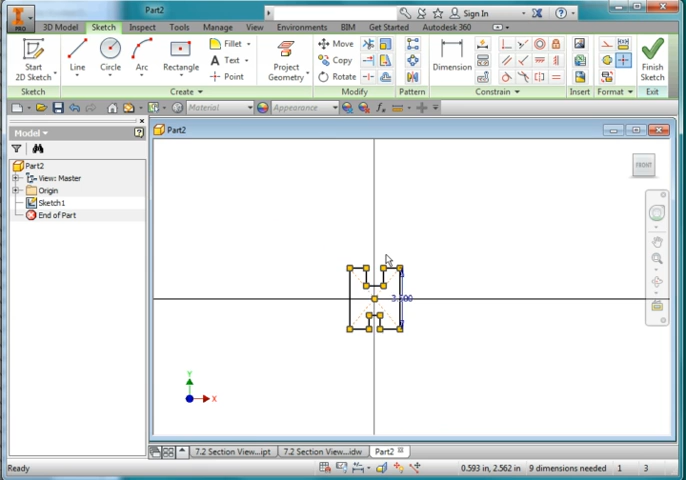 PRO
Part2
Sign In
3D Model Sketch Inspect Tools Manage View Environments BIM Get Started Autodesk 360
Start
2D Sketch
Line
Circle
Arc
Rectangle
Fillet
Text
Point
Project
Geometry
Move
Copy
Rotate
Dimension
Finish
Sketch
Sketch
Create
Modify
Pattern
Constrain
Insert
Format
Exit
Material
Appearance
fx
Model
Part2
View: Master
Origin
Sketch1
End of Part
Part2
FRONT
Y
X
7.2 Section View...ipt
7.2 Section View...idw
Part2
Ready
0.593 in, 2.562 in
9 dimensions needed
1
3